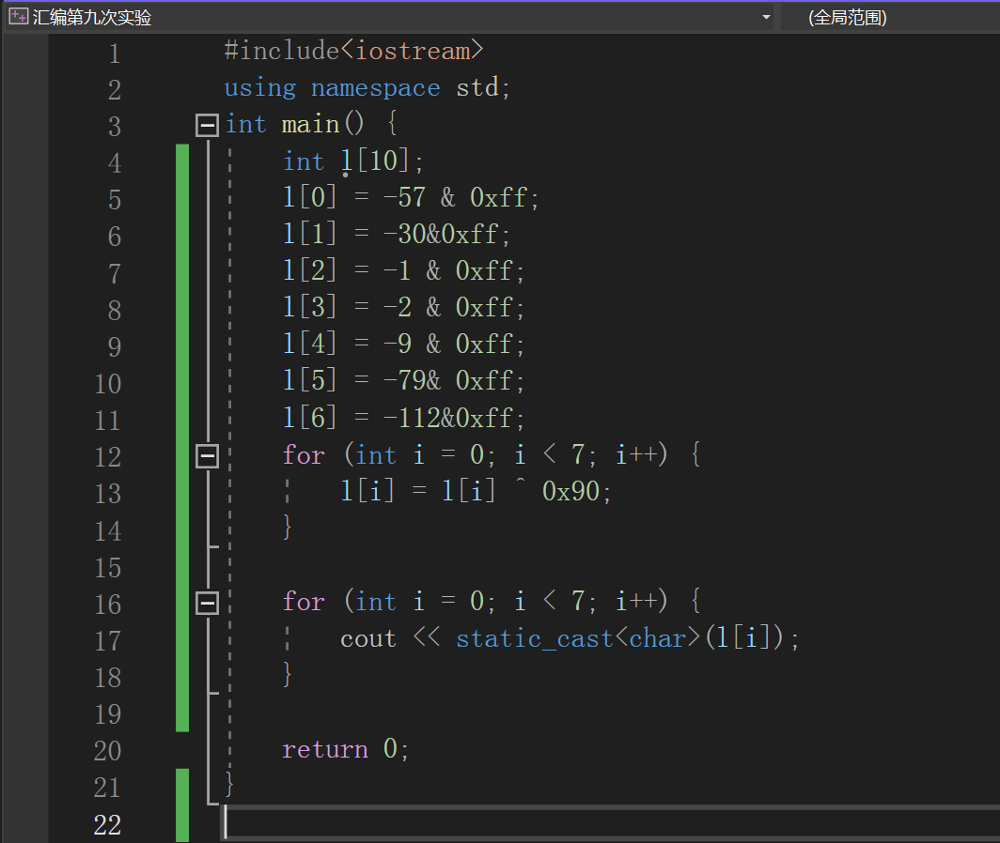 汇编第九次实验 (全局范围)
1 #include<iostream>
2 using namespace std;
3 int main() {
4 int l[10];
5 l[0] = -57 & 0xff;
6 l[1] = -30&0xff;
7 l[2] = -1 & 0xff;
8 l[3] = -2 & 0xff;
9 l[4] = -9 & 0xff;
10 l[5] = -79& 0xff;
11 l[6] = -112&0xff;
12 for (int i = 0; i < 7; i++) {
13 l[i] = l[i] ^ 0x90;
14 }
15
16 for (int i = 0; i < 7; i++) {
17 cout << static_cast<char>(l[i]);
18 }
19
20 return 0;
21 }
22